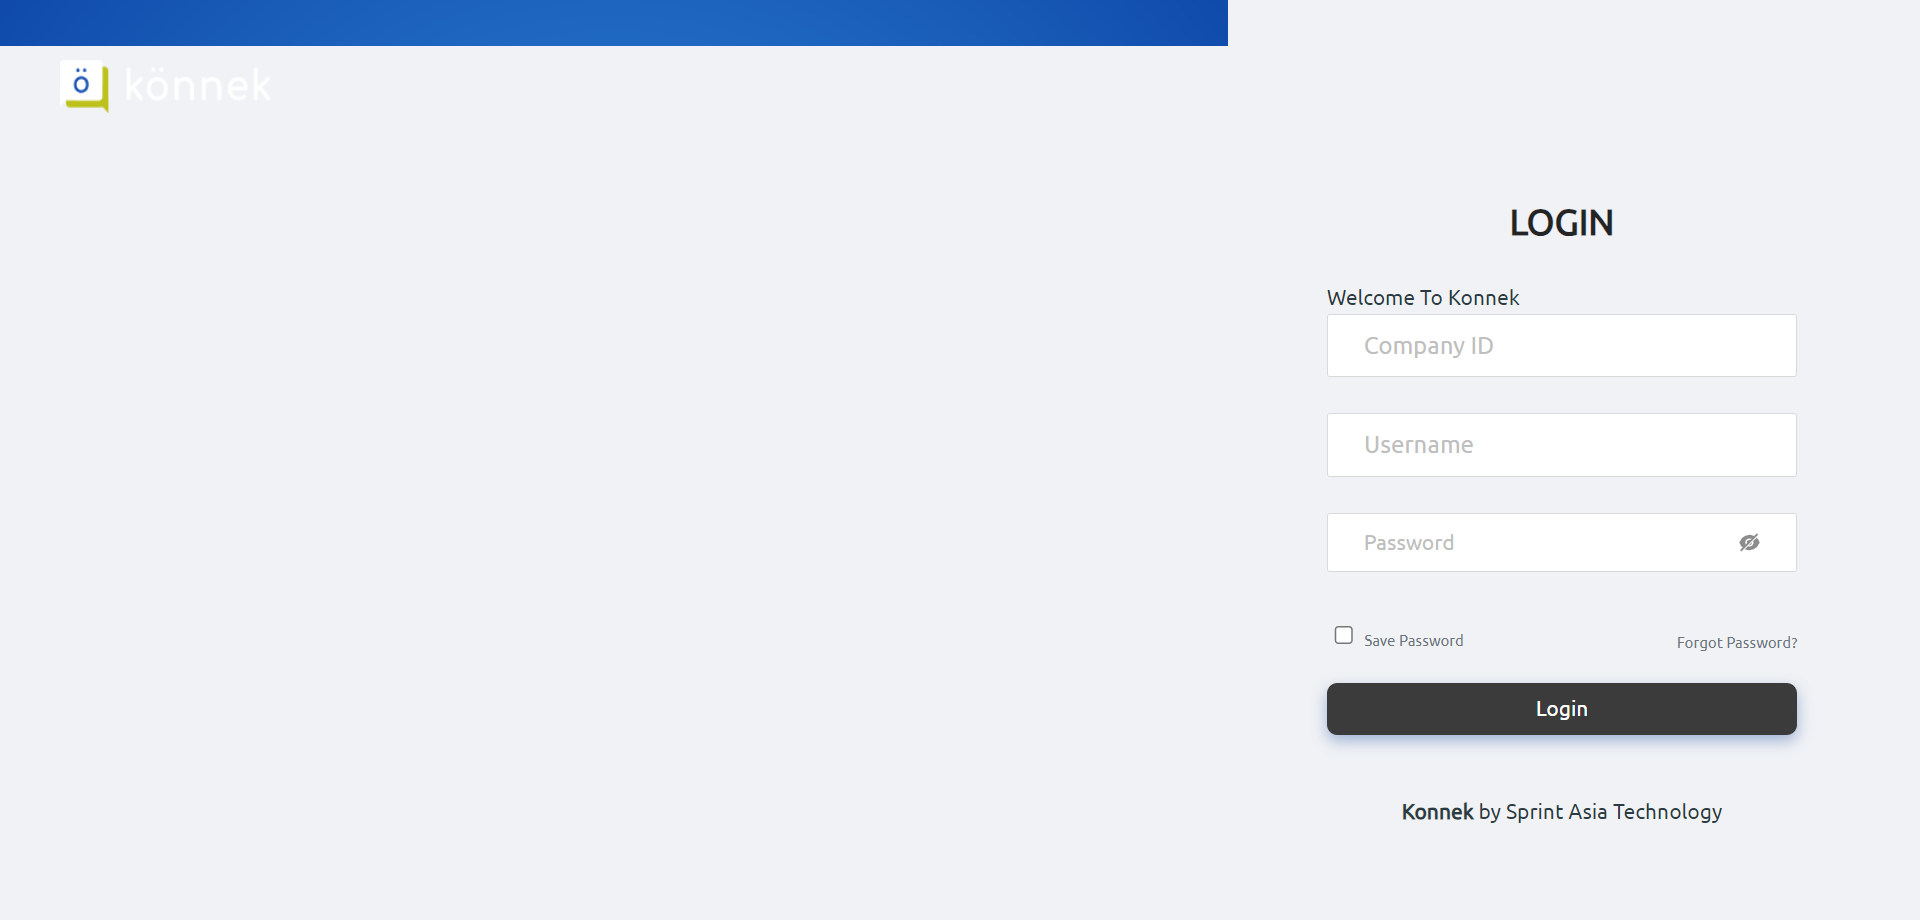 ö könnek
LOGIN
Welcome To Konnek
Company ID
Username
Password
Save Password
Forgot Password?
Login
Konnek by Sprint Asia Technology